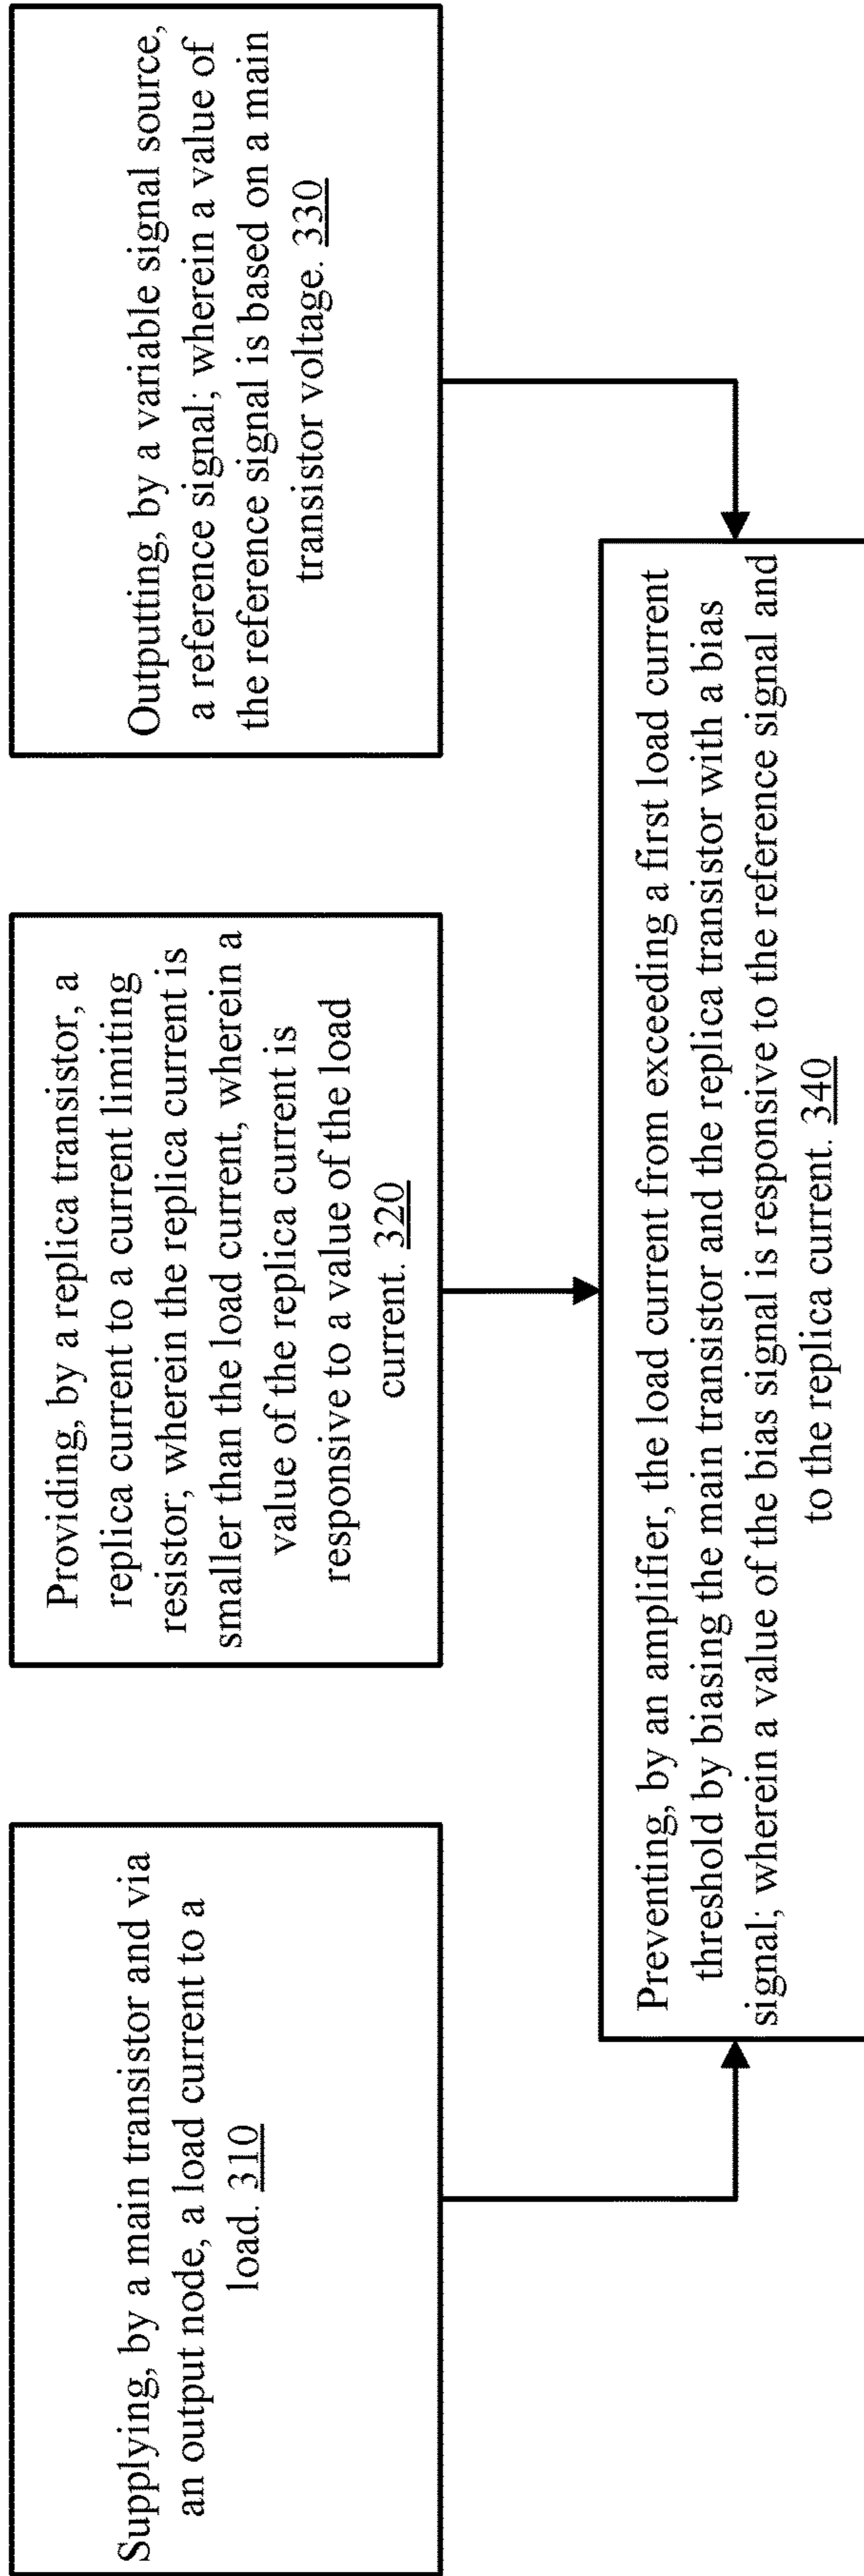 Supplying, by a main transistor and via
an output node, a load current to a
load. 310
Providing, by a replica transistor, a
replica current to a current limiting
resistor; wherein the replica current is
smaller than the load current, wherein a
value of the replica current is
responsive to a value of the load
current. 320
Outputting, by a variable signal source,
a reference signal; wherein a value of
the reference signal is based on a main
transistor voltage. 330
Preventing, by an amplifier, the load current from exceeding a first load current
threshold by biasing the main transistor and the replica transistor with a bias
signal; wherein a value of the bias signal is responsive to the reference signal and
to the replica current. 340